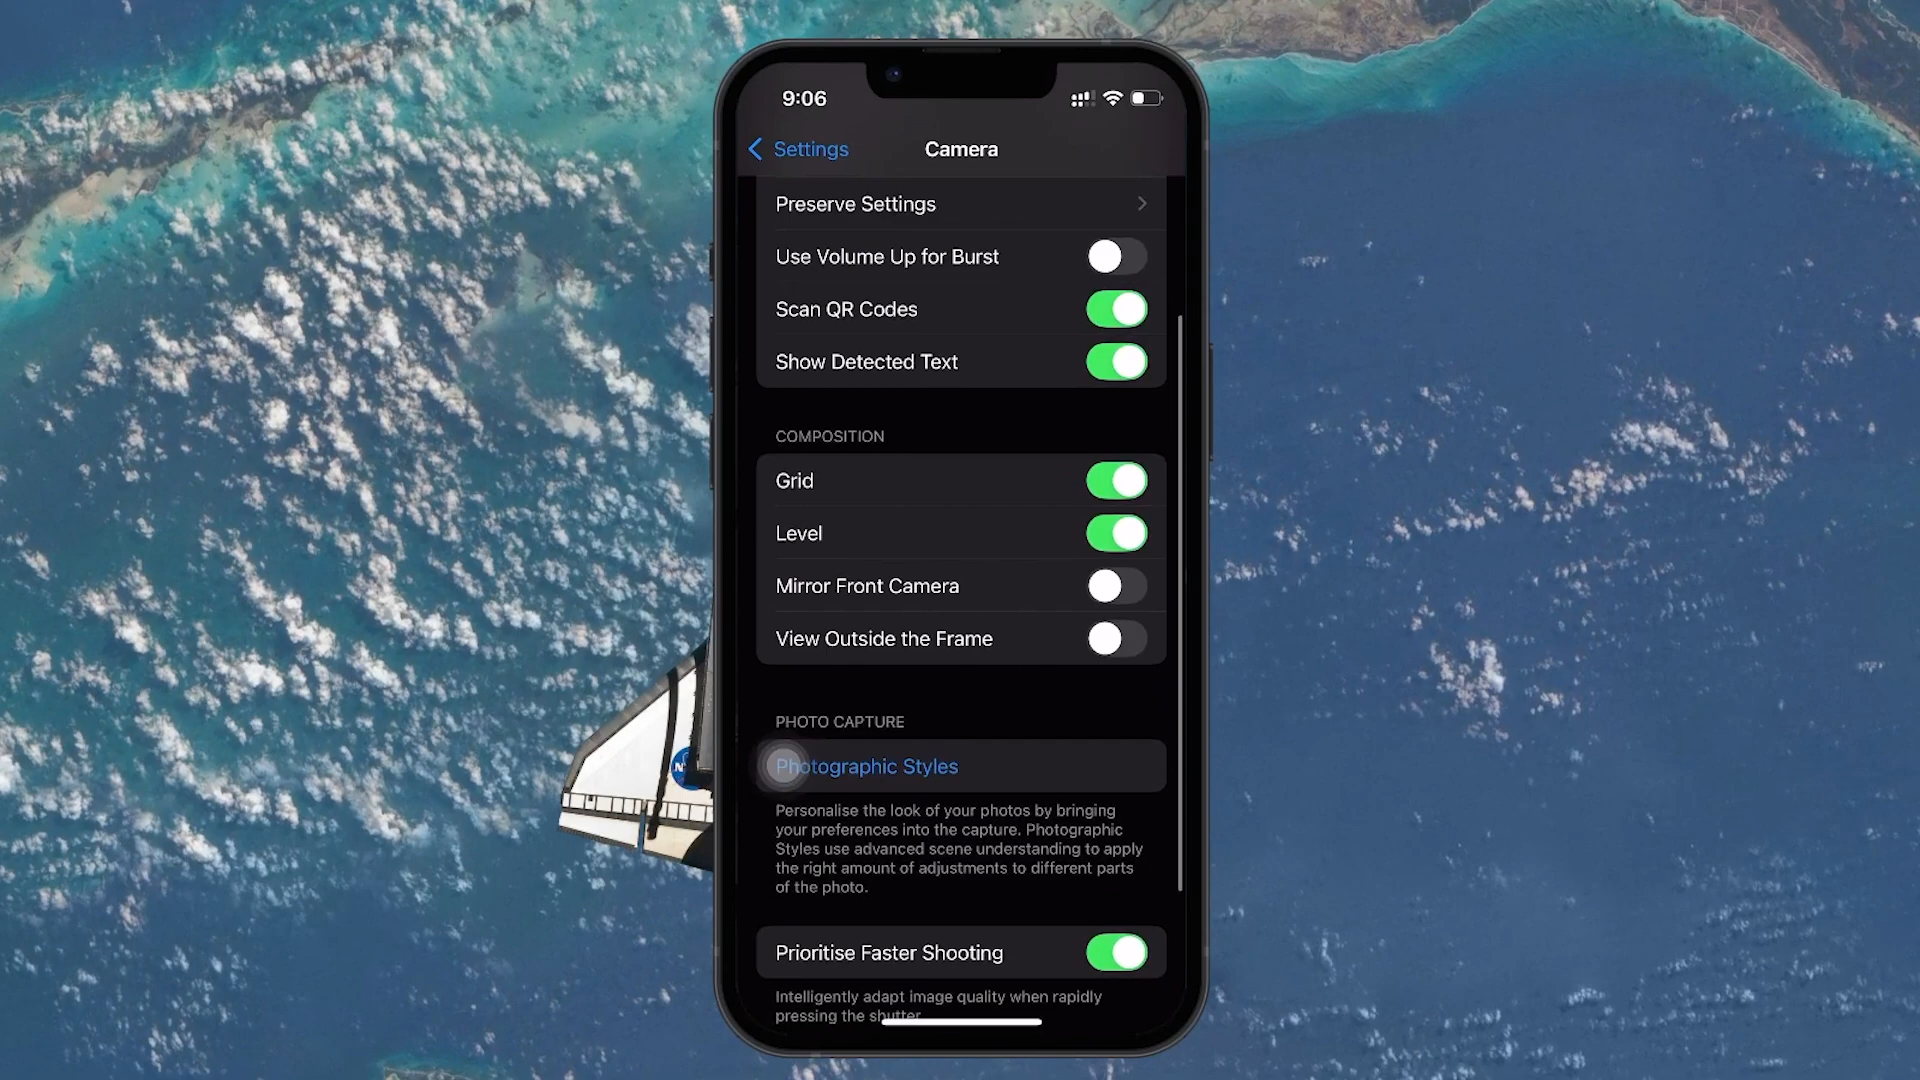 9:06
Settings
Camera
Preserve Settings
Use Volume Up for Burst
Scan QR Codes
Show Detected Text
COMPOSITION
Grid
Level
Mirror Front Camera
View Outside the Frame
PHOTO CAPTURE
Photographic Styles
Personalise the look of your photos by bringing
your preferences into the capture. Photographic
Styles use advanced scene understanding to apply
the right amount of adjustments to different parts
of the photo.
Prioritise Faster Shooting
Intelligently adapt image quality when rapidly
pressing the shutter.